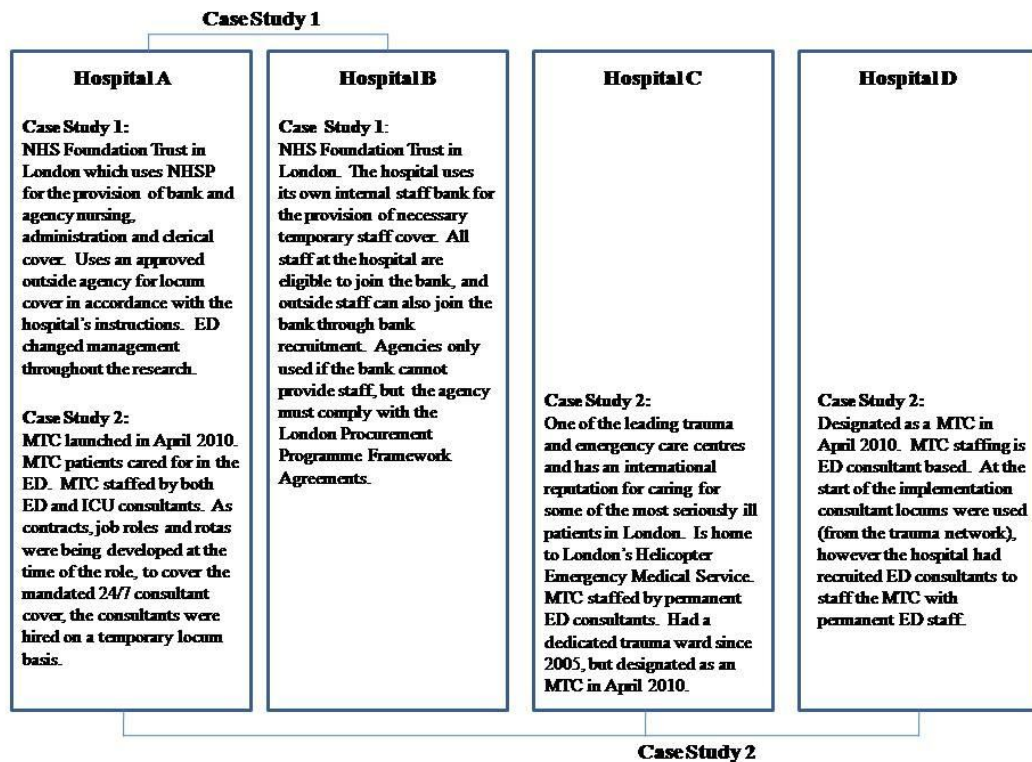 Case Study 1
Hospital A
Case Study 1:
NHS Foundation Trust in
London which uses NHSP
for the provision of bank and
agency nursing,
administration and clerical
cover. Uses an approved
outside agency for locum
cover in accordance with the
hospital's instructions. ED
changed management
throughout the research.
Case Study 2:
MTC launched in April 2010.
MTC patients cared for in the
ED. MTC staffed by both
ED and ICU consultants. As
contracts, job roles and rotas
were being developed at the
time of the role, to cover the
mandated 24/7 consultant
cover, the consultants were
hired on a temporary locum
basis.
Hospital B
Case Study 1:
NHS Foundation Trust in
London. The hospital uses
its own internal staff bank for
the provision of necessary
temporary staff cover. All
staff at the hospital are
eligible to join the bank, and
outside staff can also join the
bank through bank
recruitment. Agencies only
used if the bank cannot
provide staff, but the agency
must comply with the
London Procurement
Programme Framework
Agreements.
Hospital C
Case Study 2:
One of the leading trauma
and emergency care centres
and has an international
reputation for caring for
some of the most seriously ill
patients in London. Is home
to London's Helicopter
Emergency Medical Service.
MTC staffed by permanent
ED consultants. Had a
dedicated trauma ward since
2005, but designated as an
MTC in April 2010.
Hospital D
Case Study 2:
Designated as a MTC in
April 2010. MTC staffing is
ED consultant based. At the
start of the implementation
consultant locums were used
(from the trauma network),
however the hospital had
recruited ED consultants to
staff the MTC with
permanent ED staff.
Case Study 2